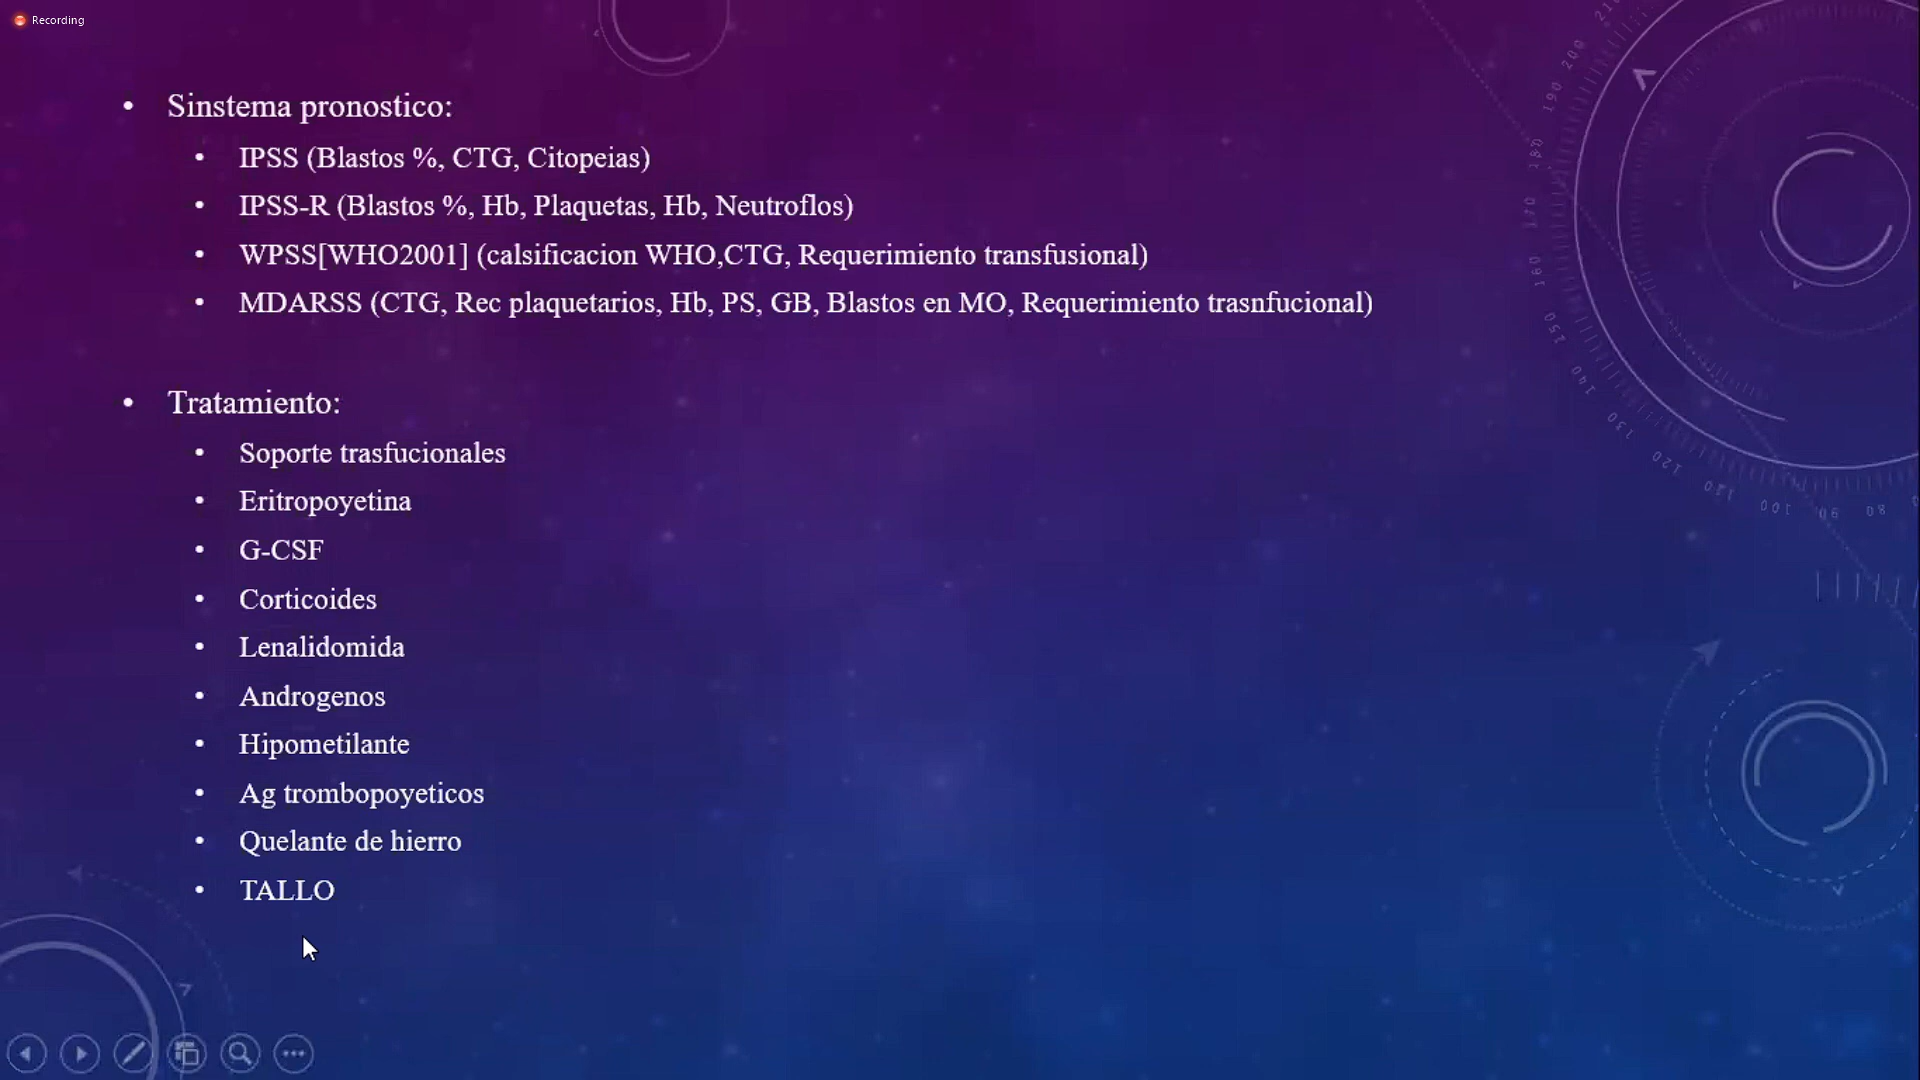 Recording
• Sinstema pronostico:
• IPSS (Blastos %, CTG, Citopeias)
• IPSS-R (Blastos %, Hb, Plaquetas, Hb, Neutroflos)
• WPSS[WHO2001] (calsificacion WHO,CTG, Requerimiento transfusional)
• MDARSS (CTG, Rec plaquetarios, Hb, PS, GB, Blastos en MO, Requerimiento trasnfucional)
• Tratamiento:
• Soporte trasfucionales
• Eritropoyetina
• G-CSF
• Corticoides
• Lenalidomida
• Androgenos
• Hipometilante
• Ag trombopoyeticos
• Quelante de hierro
• TALLO